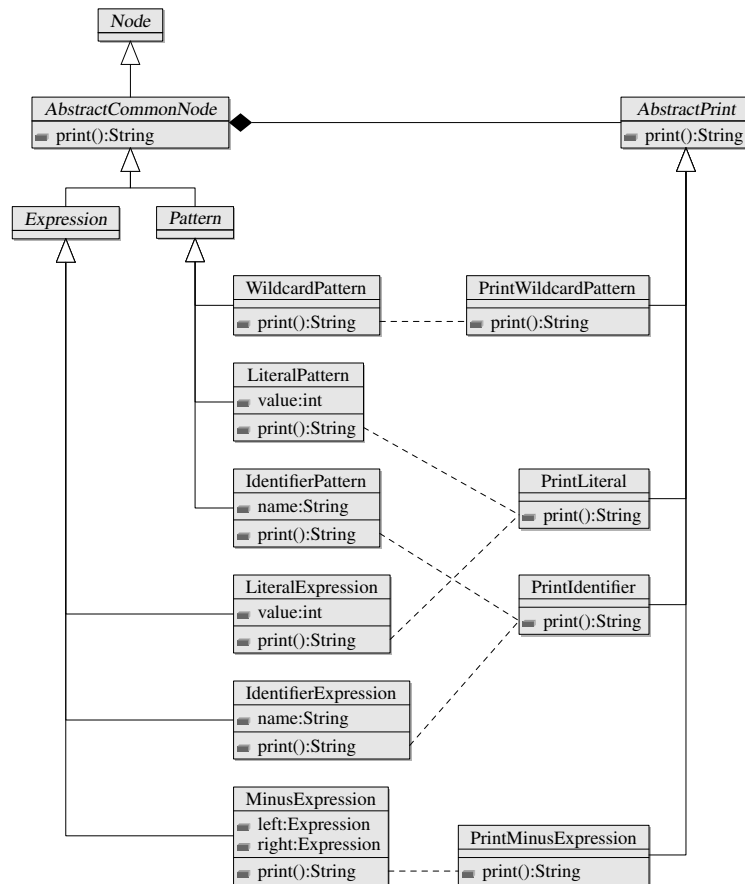 Node
AbstractCommonNode
print():String
AbstractPrint
print():String
Expression
Pattern
WildcardPattern
print():String
PrintWildcardPattern
print():String
LiteralPattern
value:int
print():String
IdentifierPattern
name:String
print():String
PrintLiteral
print():String
LiteralExpression
value:int
print():String
PrintIdentifier
print():String
IdentifierExpression
name:String
print():String
MinusExpression
left:Expression
right:Expression
print():String
PrintMinusExpression
print():String